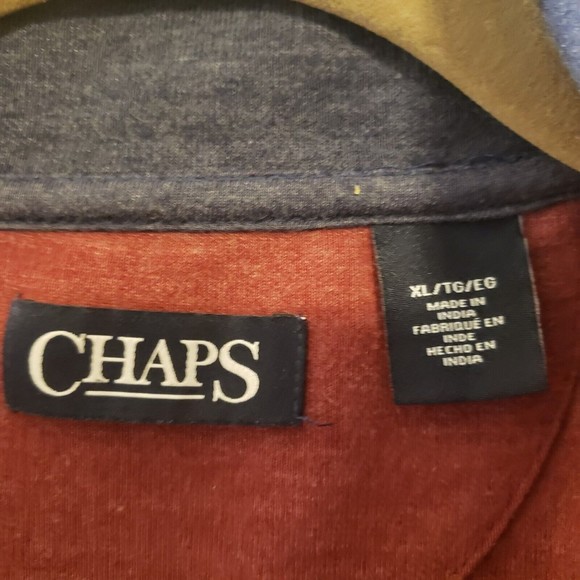 CHAPS
XL/TG/EG
MADE IN
INDIA
FABRIQUÉ EN
INDE
HECHO EN
INDIA